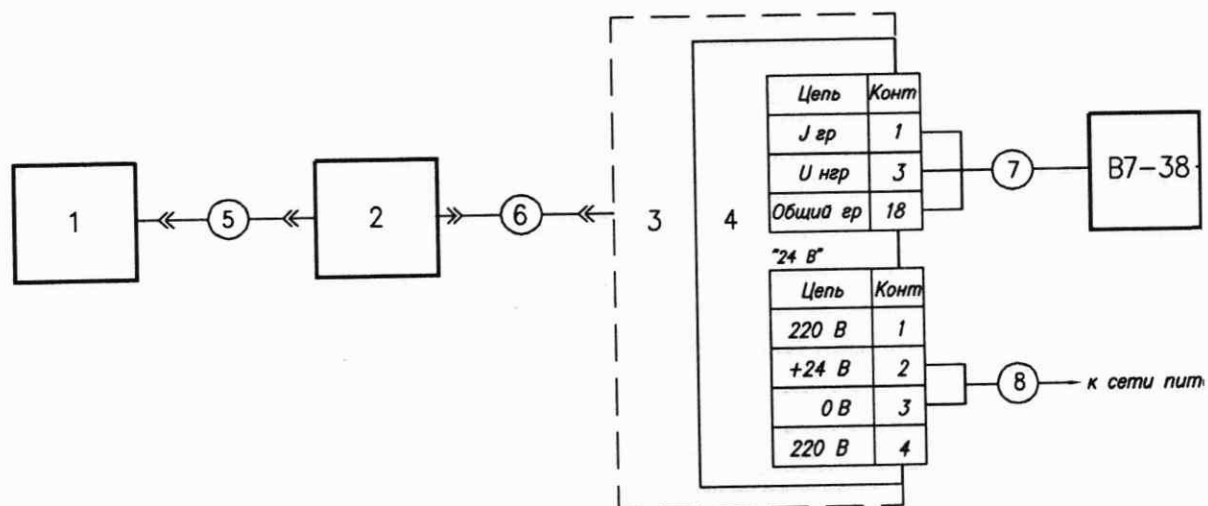 Цепь Конт
J гр 1
U нгр 3
Общий гр 18
"24 В"
Цепь Конт
220 В 1
+24 В 2
0 В 3
220 В 4
1
5
2
6
3
4
7
В7-38
8
к сети пит